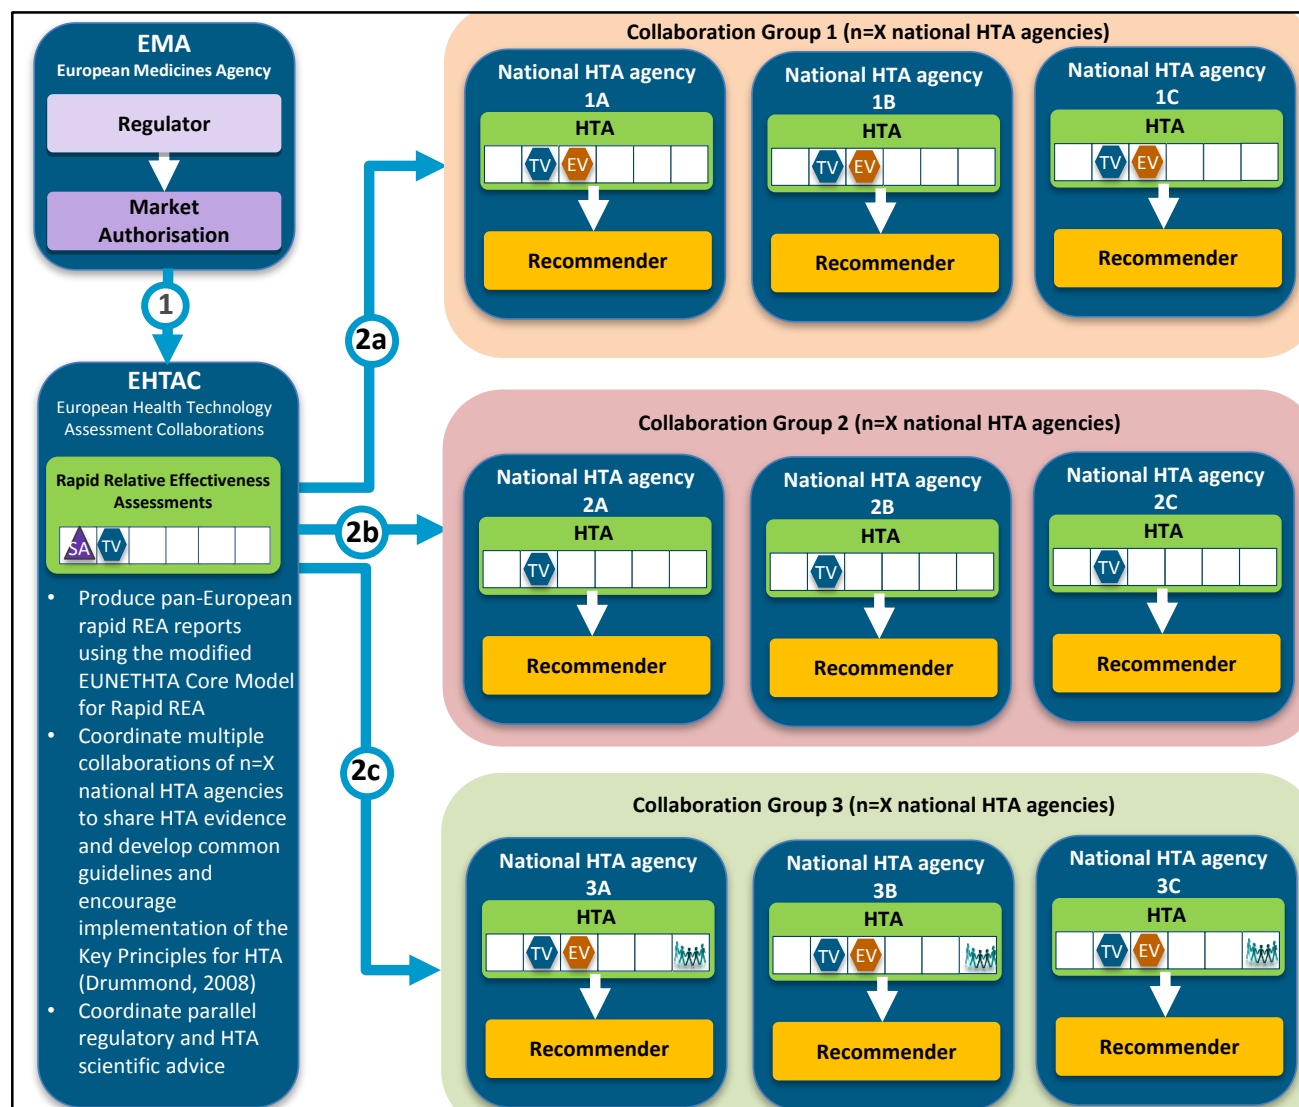 EMA
European Medicines Agency
Regulator
Market
Authorisation
1
EHTAC
European Health Technology
Assessment Collaborations
Rapid Relative Effectiveness
Assessments
SA TV
• Produce pan-European
rapid REA reports
using the modified
EUNETHTA Core Model
for Rapid REA
• Coordinate multiple
collaborations of n=X
national HTA agencies
to share HTA evidence
and develop common
guidelines and
encourage
implementation of the
Key Principles for HTA
(Drummond, 2008)
• Coordinate parallel
regulatory and HTA
scientific advice
2a
2b
2c
Collaboration Group 1 (n=X national HTA agencies)
National HTA agency
1A
HTA
TV EV
Recommender
National HTA agency
1B
HTA
TV EV
Recommender
National HTA agency
1C
HTA
TV EV
Recommender
Collaboration Group 2 (n=X national HTA agencies)
National HTA agency
2A
HTA
TV
Recommender
National HTA agency
2B
HTA
TV
Recommender
National HTA agency
2C
HTA
TV
Recommender
Collaboration Group 3 (n=X national HTA agencies)
National HTA agency
3A
HTA
TV EV
Recommender
National HTA agency
3B
HTA
TV EV
Recommender
National HTA agency
3C
HTA
TV EV
Recommender